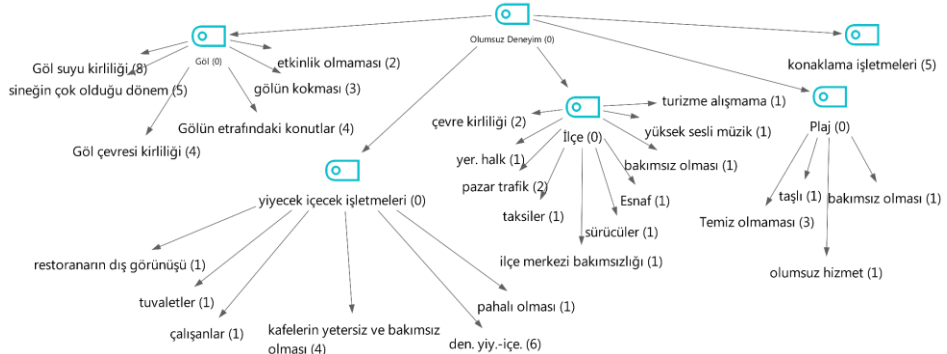 Olumsuz Deneyim (0)
Göl (0)
Göl suyu kirliliği (8)
sineğin çok olduğu dönem (5)
etkinlik olmaması (2)
gölün kokması (3)
Gölün etrafındaki konutlar (4)
Göl çevresi kirliliği (4)
konaklama işletmeleri (5)
İlçe (0)
çevre kirliliği (2)
yer. halk (1)
pazar trafik (2)
taksiler (1)
turizme alışmama (1)
yüksek sesli müzik (1)
bakımsız olması (1)
Esnaf (1)
sürücüler (1)
ilçe merkezi bakımsızlığı (1)
Plaj (0)
taşlı (1)
bakımsız olması (1)
Temiz olmaması (3)
olumsuz hizmet (1)
yiyecek içecek işletmeleri (0)
restoranarın dış görünüşü (1)
tuvaletler (1)
çalışanlar (1)
kafelerin yetersiz ve bakımsız
olması (4)
den. yiy.-içe. (6)
pahalı olması (1)